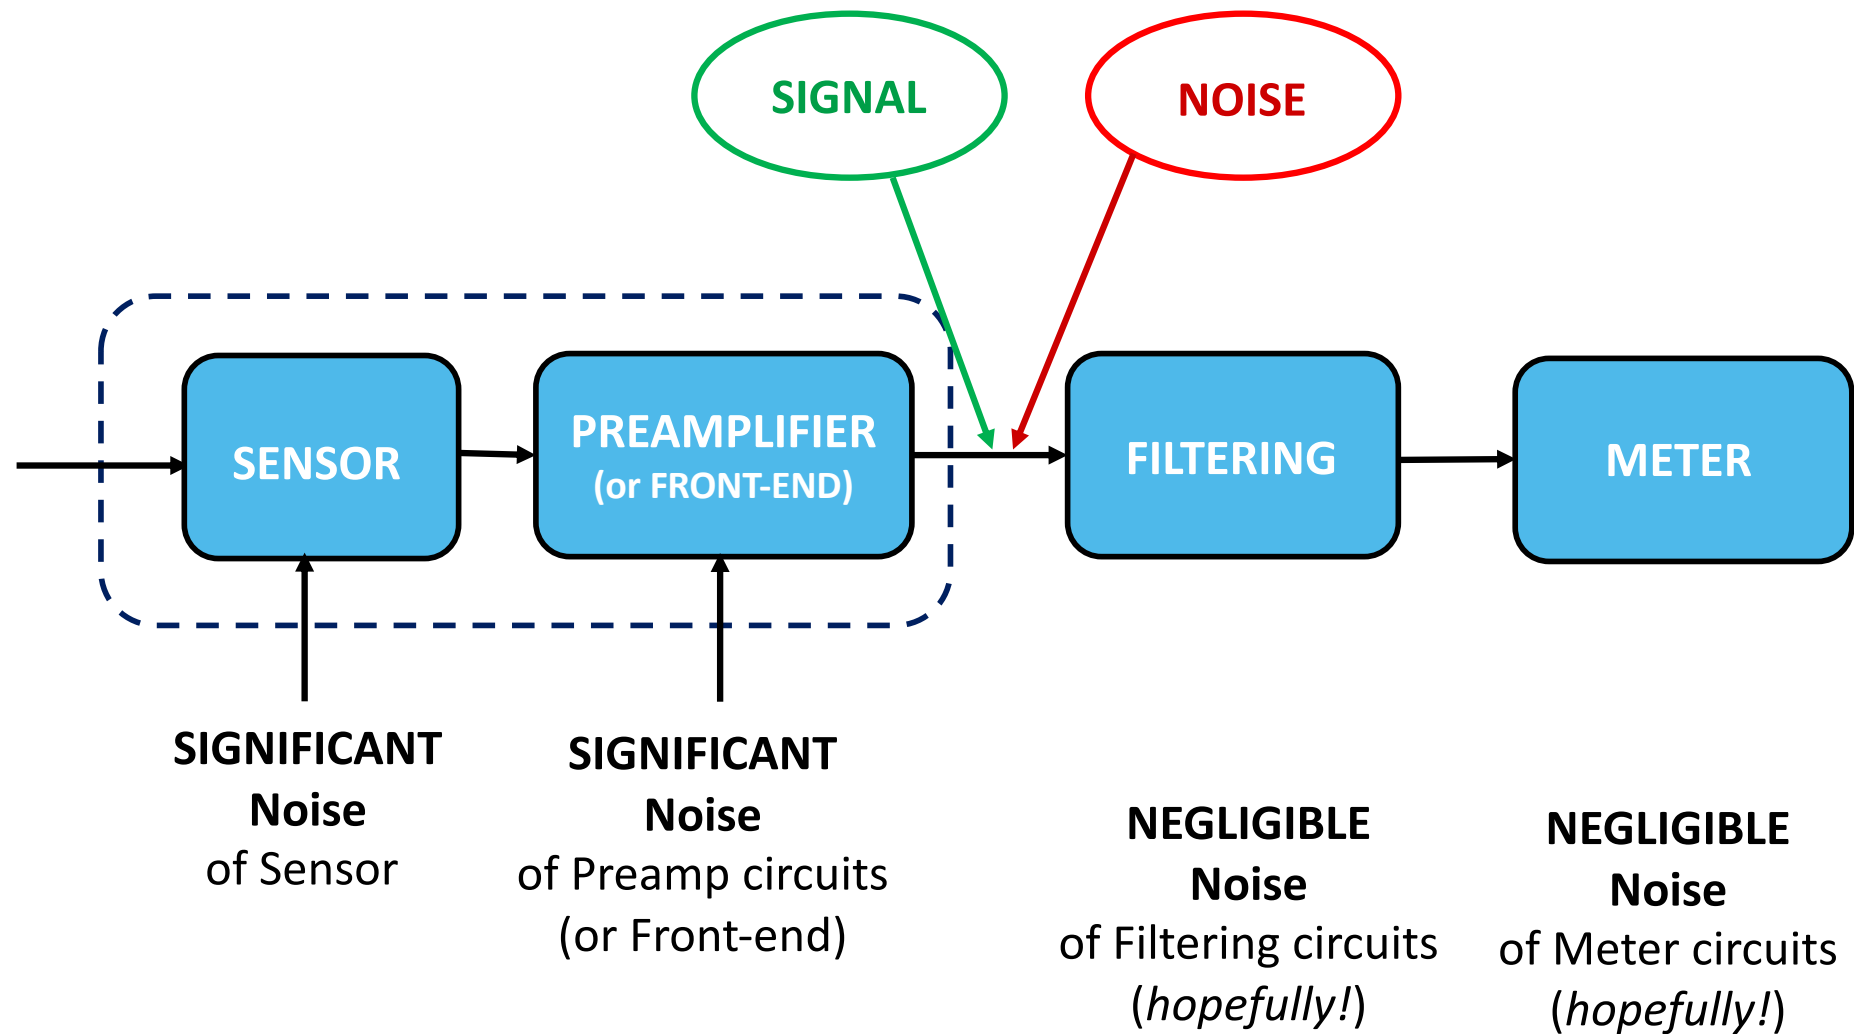 SIGNAL
NOISE
SENSOR
PREAMPLIFIER
(or FRONT-END)
FILTERING
METER
SIGNIFICANT
Noise
of Sensor
SIGNIFICANT
Noise
of Preamp circuits
(or Front-end)
NEGLIGIBLE
Noise
of Filtering circuits
(hopefully!)
NEGLIGIBLE
Noise
of Meter circuits
(hopefully!)